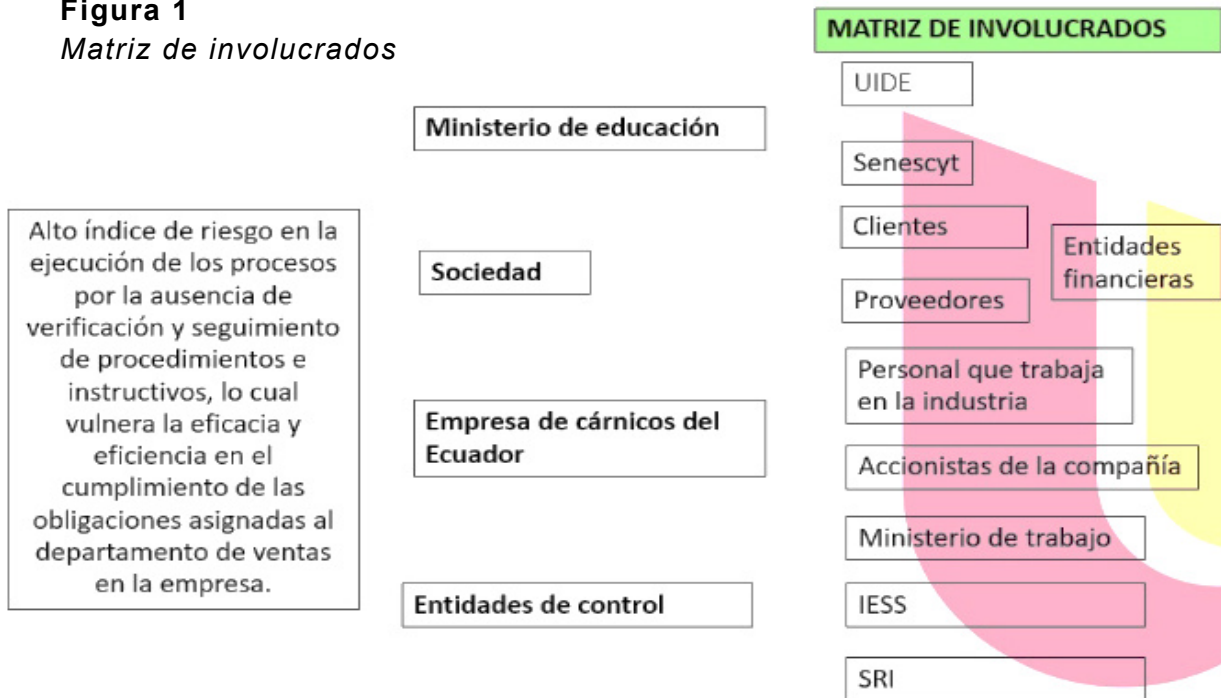 Figura 1
Matriz de involucrados
MATRIZ DE INVOLUCRADOS
Alto índice de riesgo en la
ejecución de los procesos
por la ausencia de
verificación y seguimiento
de procedimientos e
instructivos, lo cual
vulnera la eficacia y
eficiencia en el
cumplimiento de las
obligaciones asignadas al
departamento de ventas
en la empresa.
Ministerio de educación
Sociedad
Empresa de cárnicos del
Ecuador
Entidades de control
UIDE
Senescyt
Clientes
Entidades
financieras
Proveedores
Personal que trabaja
en la industria
Accionistas de la compañía
Ministerio de trabajo
IESS
SRI